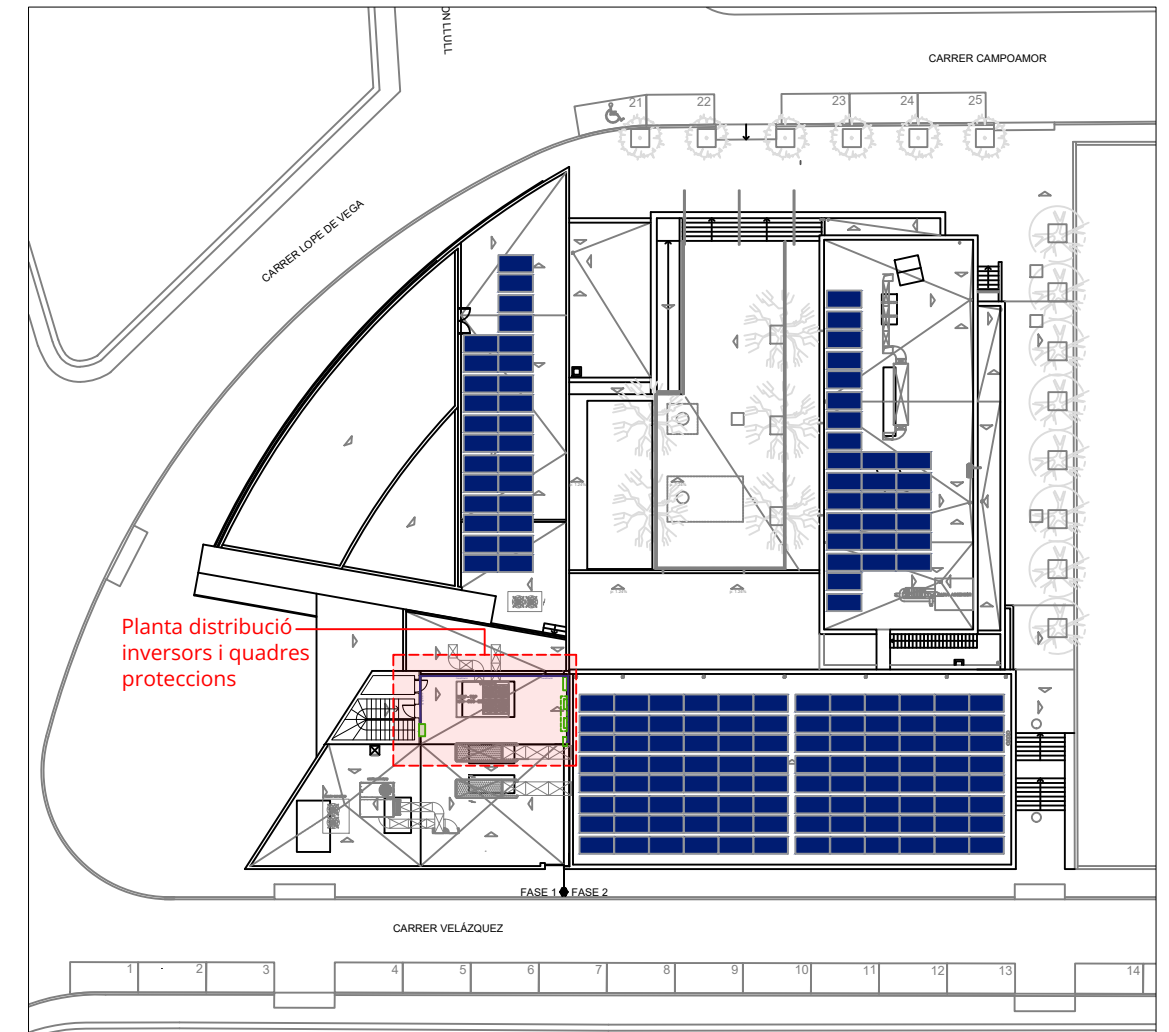 ON LLULL
CARRER CAMPOAMOR
21
22
23
24
25
CARRER LOPE DE VEGA
Planta distribució
inversors i quadres
proteccions
FASE 1
FASE 2
CARRER VELÁZQUEZ
1
2
3
4
5
6
7
8
9
10
11
12
13
14